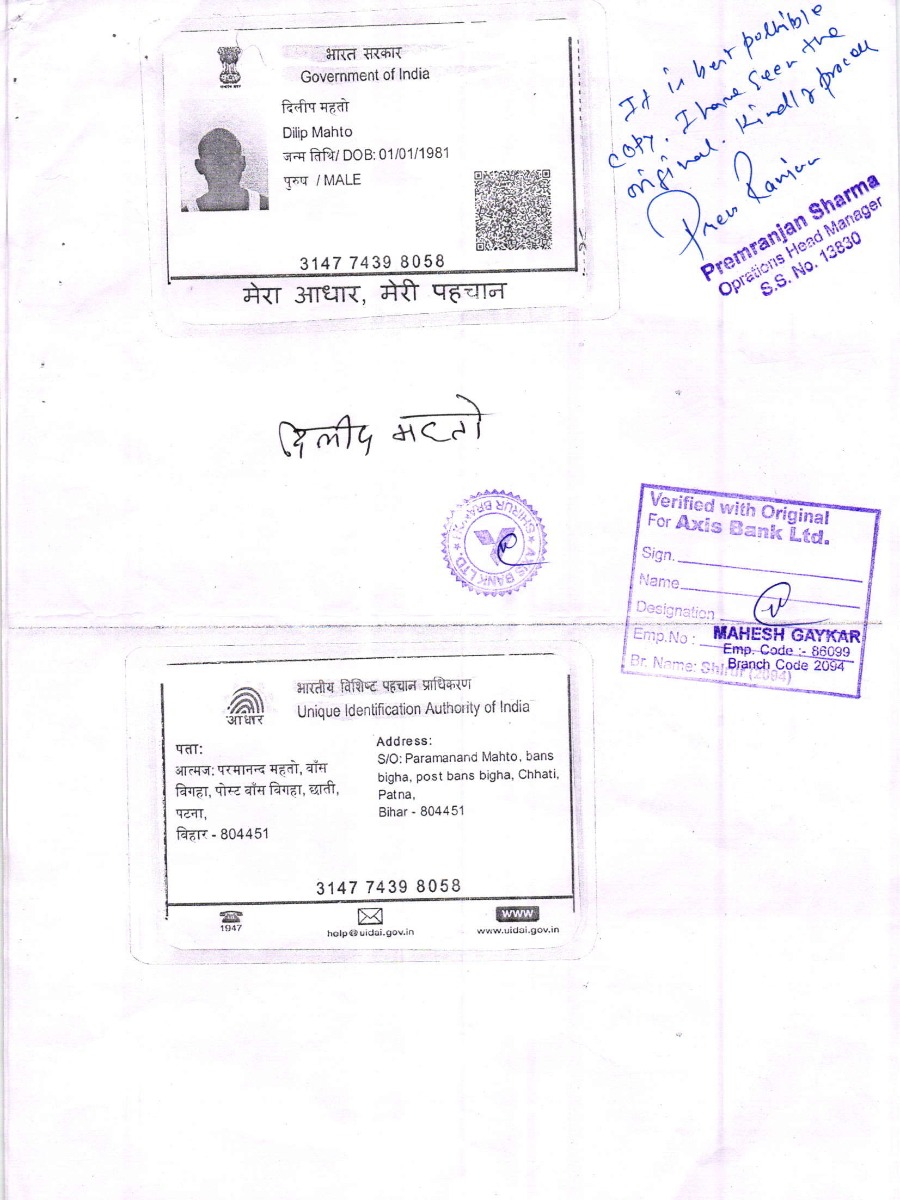 भारत सरकार
Government of India
दिलीप महतो
Dilip Mahto
जन्म तिथि/ DOB: 01/01/1981
पुरुष / MALE
3147 7439 8058
मेरा आधार, मेरी पहचान
It is best possible
copy. I have seen the
original. Kindly process
Prem Ranjan
Premranjan Sharma
Oprations Head Manager
S.S. No. 13830
दिलीप महतो
AXIS BANK LTD.
SHIRUR BRANCH
Verified with Original
For Axis Bank Ltd.
Sign.
Name
Designation
Emp.No :
MAHESH GAYKAR
Emp. Code :- 86099
Branch Code 2094
Br. Name: Shirur (2094)
आधार
भारतीय विशिष्ट पहचान प्राधिकरण
Unique Identification Authority of India
पता:
आत्मज: परमानन्द महतो, बाँस
विगहा, पोस्ट बाँस विगहा, छाती,
पटना,
बिहार - 804451
Address:
S/O: Paramanand Mahto, bans
bigha, post bans bigha, Chhati,
Patna,
Bihar - 804451
3147 7439 8058
1947
help@uidai.gov.in
www
www.uidai.gov.in